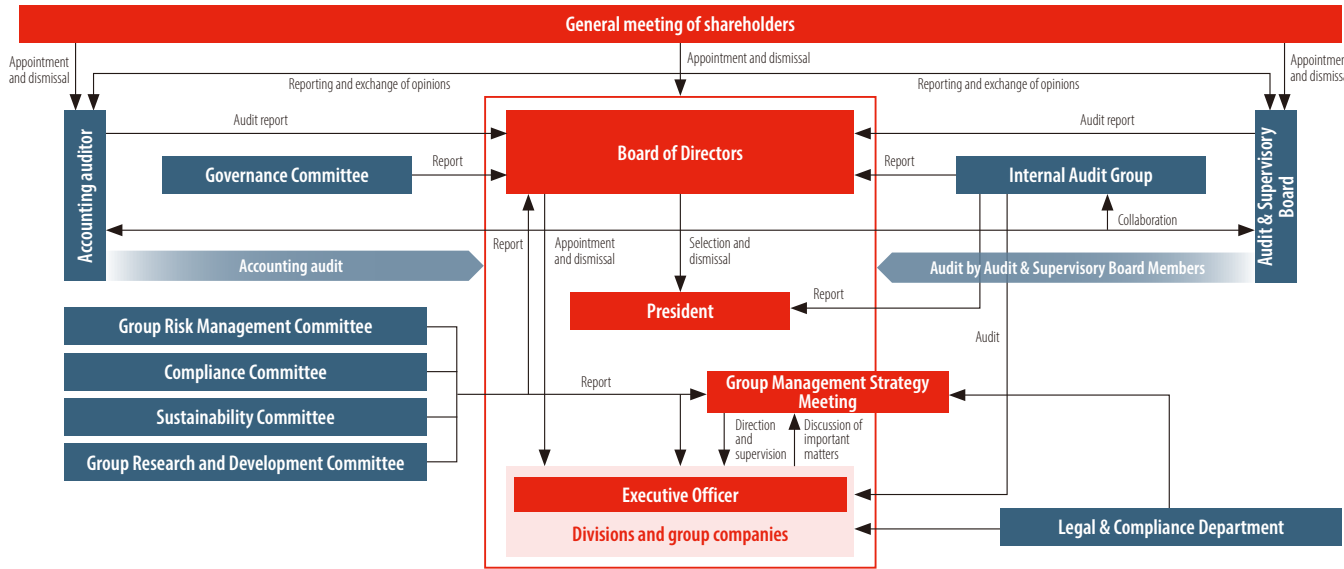 General meeting of shareholders
Appointment
and dismissal
Appointment and dismissal
Appointment
and dismissal
Reporting and exchange of opinions
Reporting and exchange of opinions
Accounting auditor
Audit report
Board of Directors
Audit report
Audit & Supervisory
Board
Governance Committee
Report
Report
Internal Audit Group
Collaboration
Report
Appointment
and dismissal
Selection and
dismissal
Accounting audit
Audit by Audit & Supervisory Board Members
President
Report
Group Risk Management Committee
Audit
Compliance Committee
Report
Group Management Strategy
Meeting
Sustainability Committee
Direction
and
supervision
Discussion of
important
matters
Group Research and Development Committee
Executive Officer
Divisions and group companies
Legal & Compliance Department